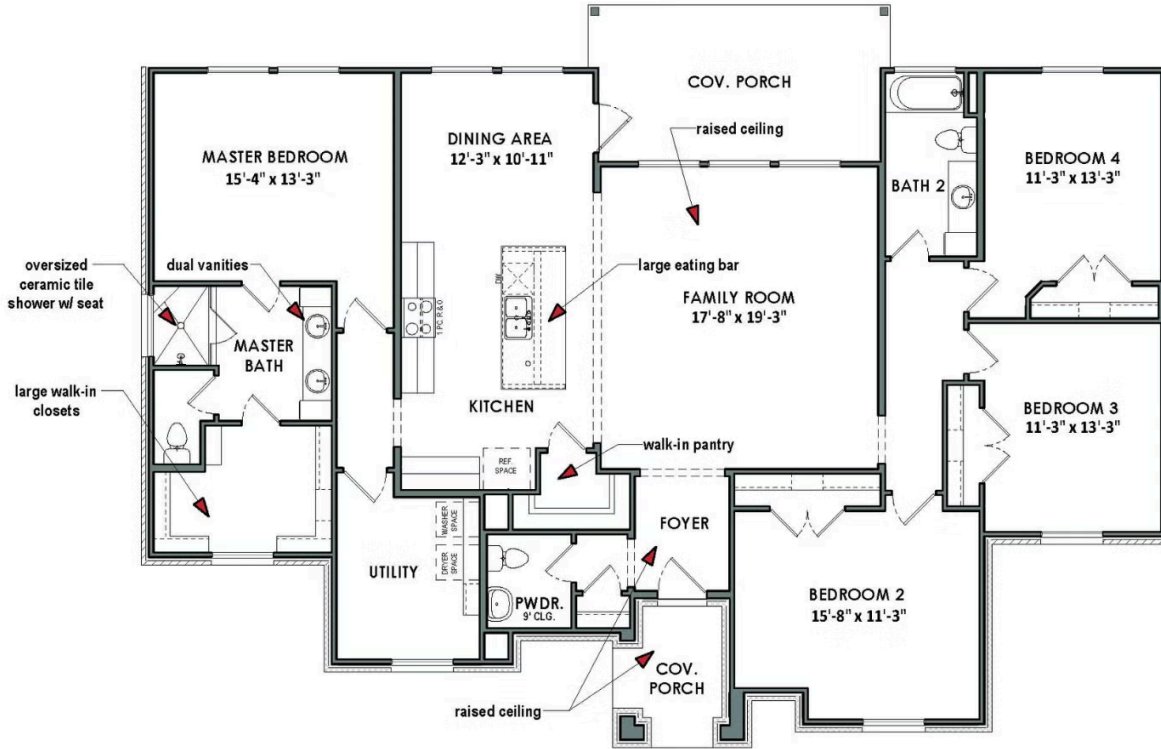 COV. PORCH
raised ceiling
DINING AREA
12'-3" x 10'-11"
MASTER BEDROOM
15'-4" x 13'-3"
BEDROOM 4
11'-3" x 13'-3"
BATH 2
oversized
ceramic tile
shower w/ seat
dual vanities
large eating bar
DW
1 PC. R & O
FAMILY ROOM
17'-8" x 19'-3"
MASTER
BATH
large walk-in
closets
KITCHEN
BEDROOM 3
11'-3" x 13'-3"
walk-in pantry
REF.
SPACE
WASHER
SPACE
DRYER
SPACE
FOYER
UTILITY
PWDR.
9' CLG.
BEDROOM 2
15'-8" x 11'-3"
COV.
PORCH
raised ceiling